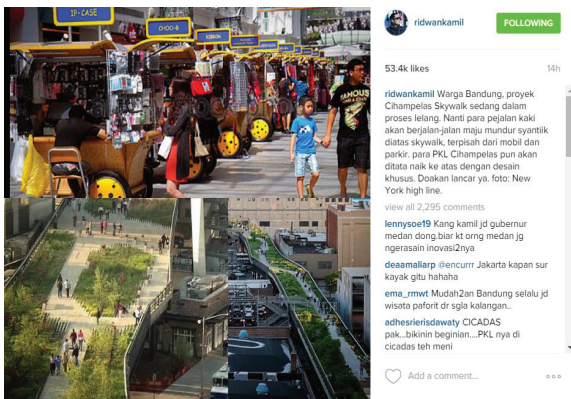 IP-CASE
CHOO-B
RIBBON
FAMOUS
ridwankamil
FOLLOWING
53.4k likes
14h
ridwankamil Warga Bandung, proyek
Cihampelas Skywalk sedang dalam
proses lelang. Nanti para pejalan kaki
akan berjalan-jalan maju mundur syantiik
diatas skywalk, terpisah dari mobil dan
parkir. para PKL Cihampelas pun akan
ditata naik ke atas dengan desain
khusus. Doakan lancar ya. foto: New
York high line.
view all 2,295 comments
lennysoe19 Kang kamil jd gubernur
medan dong.biar kt orng medan jg
ngerasain inovasi2nya
deaamaliarp @encurrr Jakarta kapan sur
kayak gitu hahaha
ema_rmwt Mudah2an Bandung selalu jd
wisata paforit dr sgla kalangan..
adhesrierisdawaty CICADAS
pak...bikinin beginian....PKL nya di
cicadas teh meni
Add a comment...